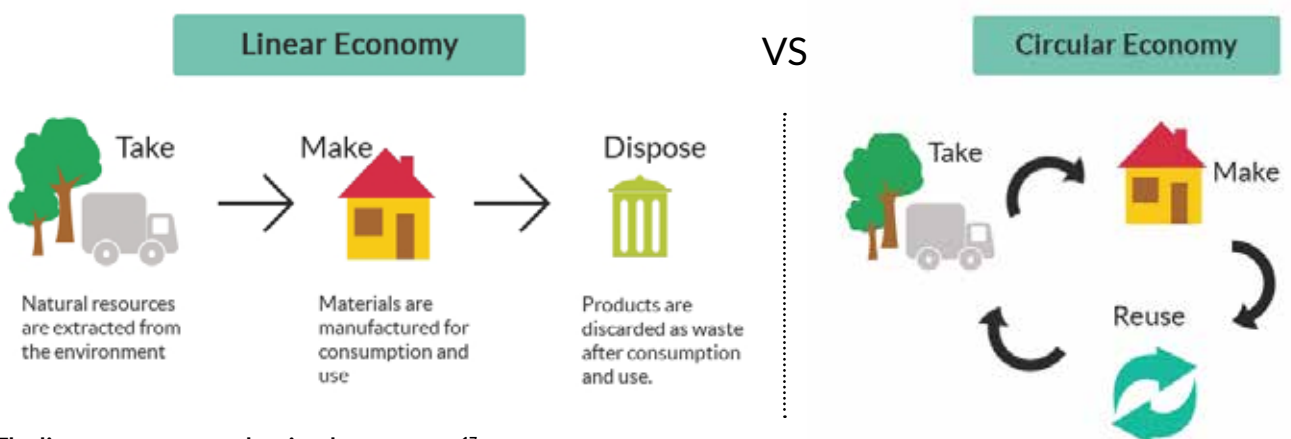 Linear Economy
VS
Circular Economy
Take
Make
Dispose
Natural resources
are extracted from
the environment
Materials are
manufactured for
consumption and
use
Products are
discarded as waste
after consumption
and use.
Take
Make
Reuse